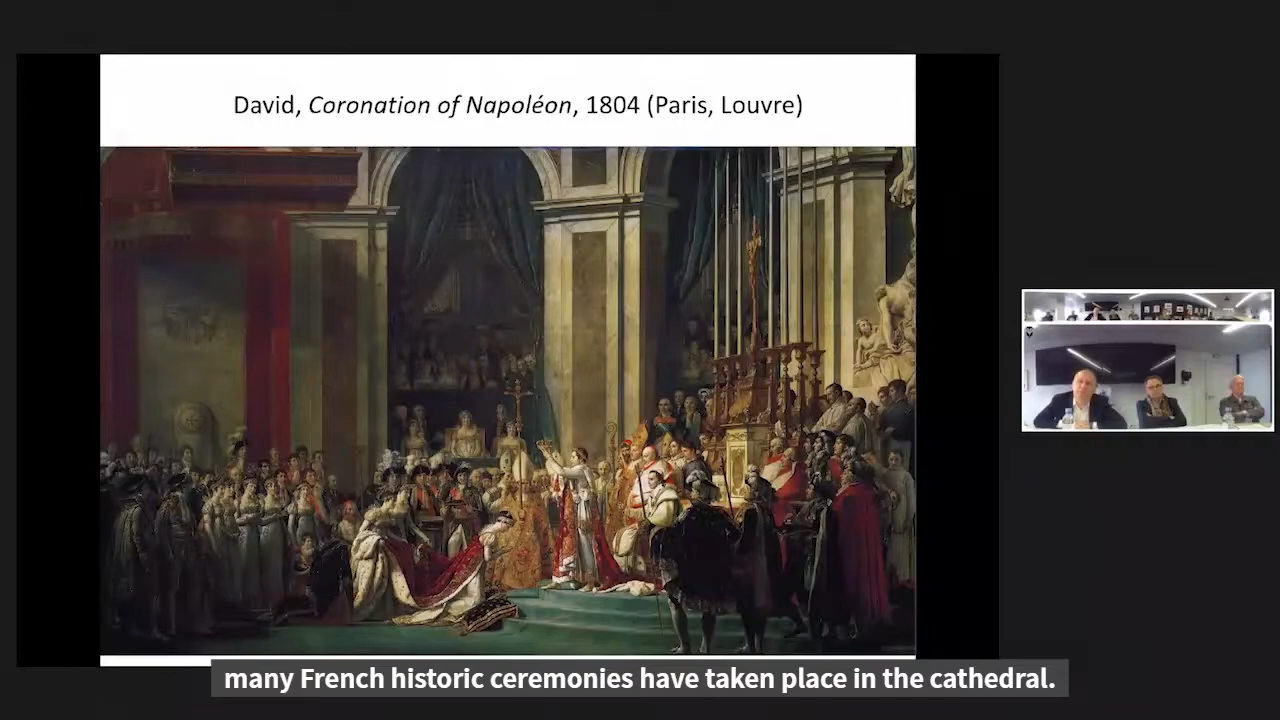 David, Coronation of Napoléon, 1804 (Paris, Louvre)
many French historic ceremonies have taken place in the cathedral.